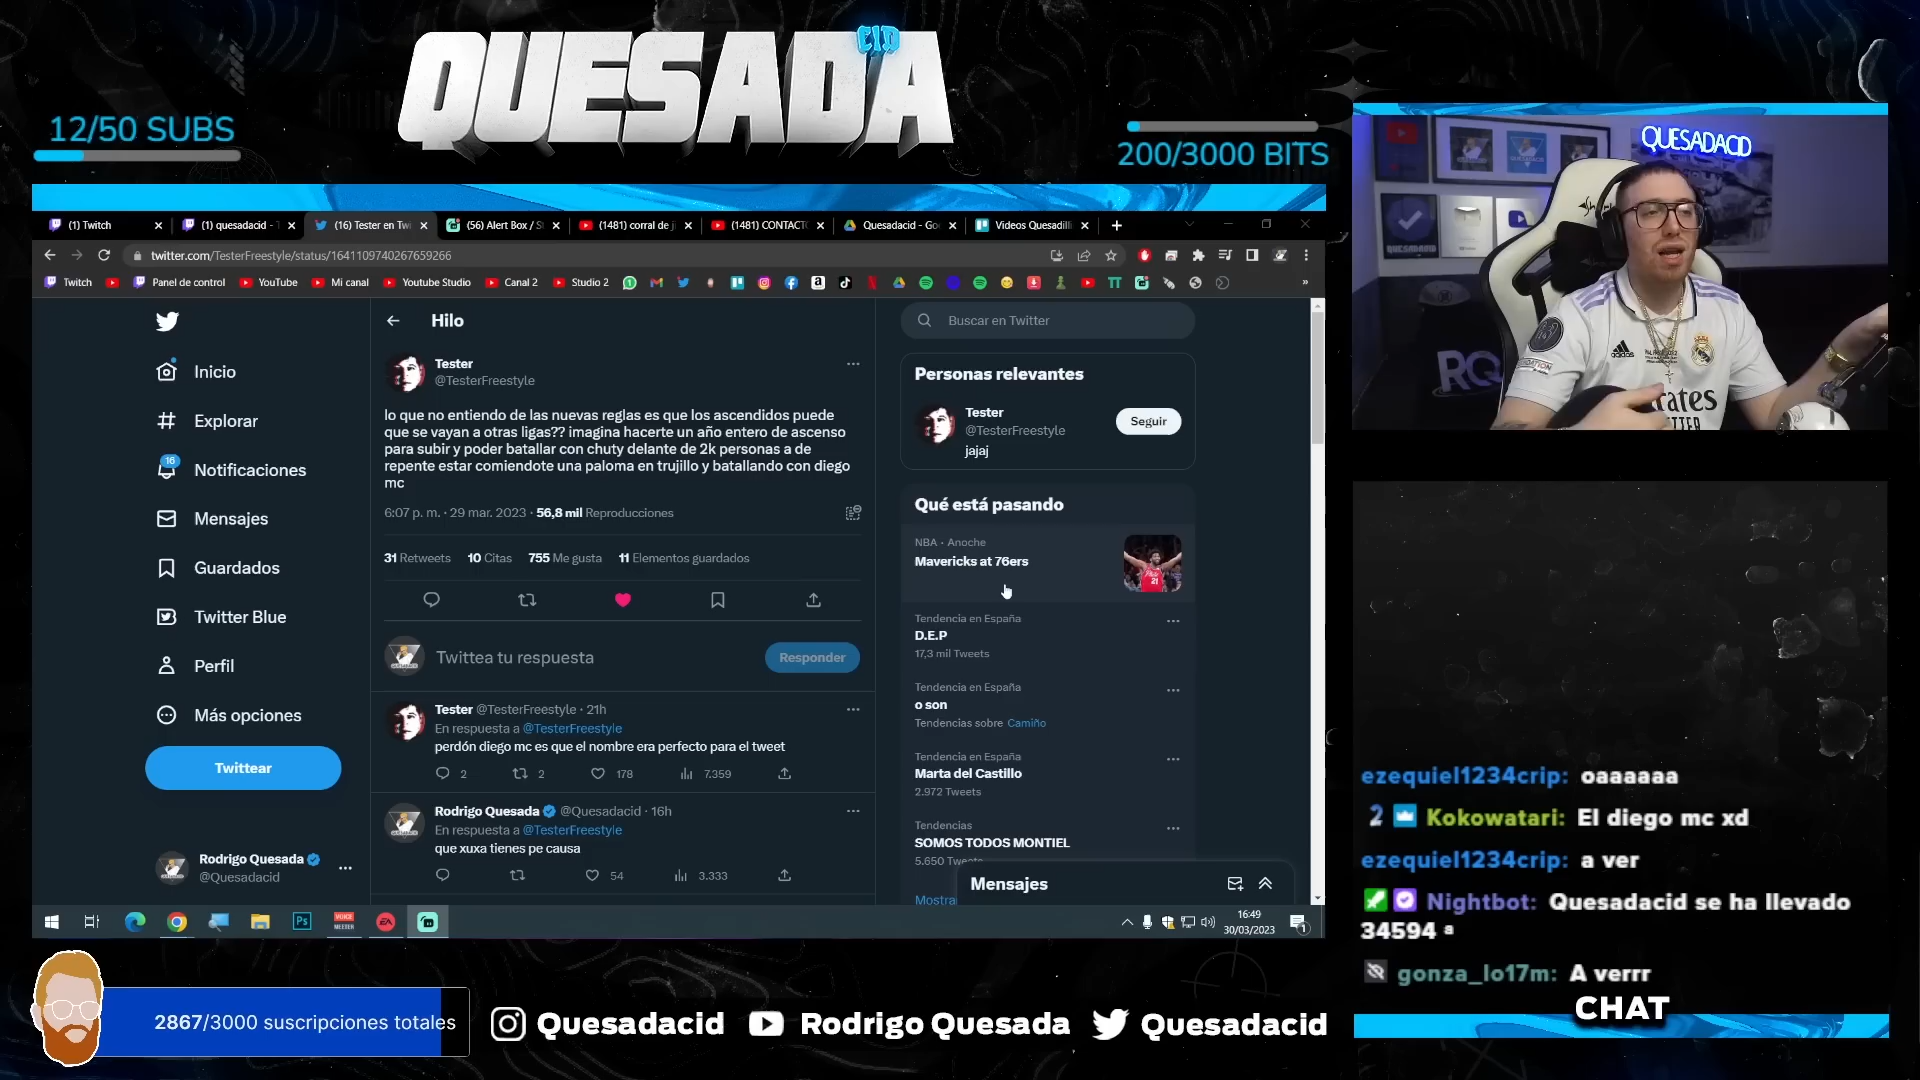 QUESADA
CID
12/50 SUBS
200/3000 BITS
(1) Twitch
(1) quesadacid - T
(16) Tester en Tw
(56) Alert Box / St
(1481) corral de j
(1481) CONTACTO
Quesadacid - Goo
Videos Quesadill
twitter.com/TesterFreestyle/status/1641109740267659266
Twitch
Panel de control
YouTube
Mi canal
Youtube Studio
Canal 2
Studio 2
Inicio
Explorar
16
Notificaciones
Mensajes
Guardados
Twitter Blue
Perfil
Más opciones
Twittear
Rodrigo Quesada
@Quesadacid
Hilo
Tester
@TesterFreestyle
lo que no entiendo de las nuevas reglas es que los ascendidos puede
que se vayan a otras ligas?? imagina hacerte un año entero de ascenso
para subir y poder batallar con chuty delante de 2k personas a de
repente estar comiendote una paloma en trujillo y batallando con diego
mc
6:07 p. m. · 29 mar. 2023 · 56,8 mil Reproducciones
31 Retweets 10 Citas 755 Me gusta 11 Elementos guardados
Twittea tu respuesta
Responder
Tester @TesterFreestyle · 21h
En respuesta a @TesterFreestyle
perdón diego mc es que el nombre era perfecto para el tweet
2 2 178 7.359
Rodrigo Quesada @Quesadacid · 16h
En respuesta a @TesterFreestyle
que xuxa tienes pe causa
54 3.333
Buscar en Twitter
Personas relevantes
Tester
@TesterFreestyle
jajaj
Seguir
Qué está pasando
NBA · Anoche
Mavericks at 76ers
Tendencia en España
D.E.P
17,3 mil Tweets
Tendencia en España
o son
Tendencias sobre Camiño
Tendencia en España
Marta del Castillo
2.972 Tweets
Tendencias
SOMOS TODOS MONTIEL
5.650 Tweets
Mostra
Mensajes
16:49
30/03/2023
QUESADACID
QUESADACID
RQ
adidas
ezequiel1234crip: oaaaaaa
2 Kokowatari: El diego mc xd
ezequiel1234crip: a ver
Nightbot: Quesadacid se ha llevado
34594 a
gonza_lo17m: A verrr
CHAT
2867/3000 suscripciones totales
Quesadacid
Rodrigo Quesada
Quesadacid